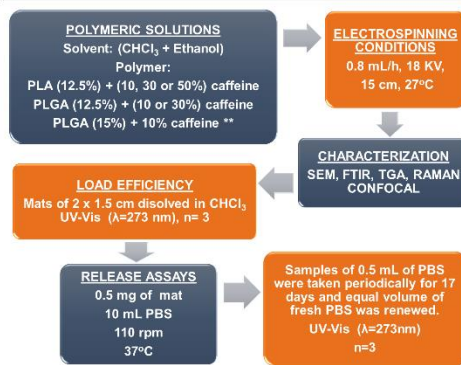 POLYMERIC SOLUTIONS
Solvent: (CHCl₃ + Ethanol)
Polymer:
PLA (12.5%) + (10, 30 or 50%) caffeine
PLGA (12.5%) + (10 or 30%) caffeine
PLGA (15%) + 10% caffeine **
ELECTROSPINNING
CONDITIONS
0.8 mL/h, 18 KV,
15 cm, 27°C
CHARACTERIZATION
SEM, FTIR, TGA, RAMAN
CONFOCAL
LOAD EFFICIENCY
Mats of 2 x 1.5 cm disolved in CHCl₃
UV-Vis (λ=273 nm), n= 3
RELEASE ASSAYS
0.5 mg of mat
10 mL PBS
110 rpm
37°C
Samples of 0.5 mL of PBS
were taken periodically for 17
days and equal volume of
fresh PBS was renewed.
UV-Vis (λ=273nm)
n=3